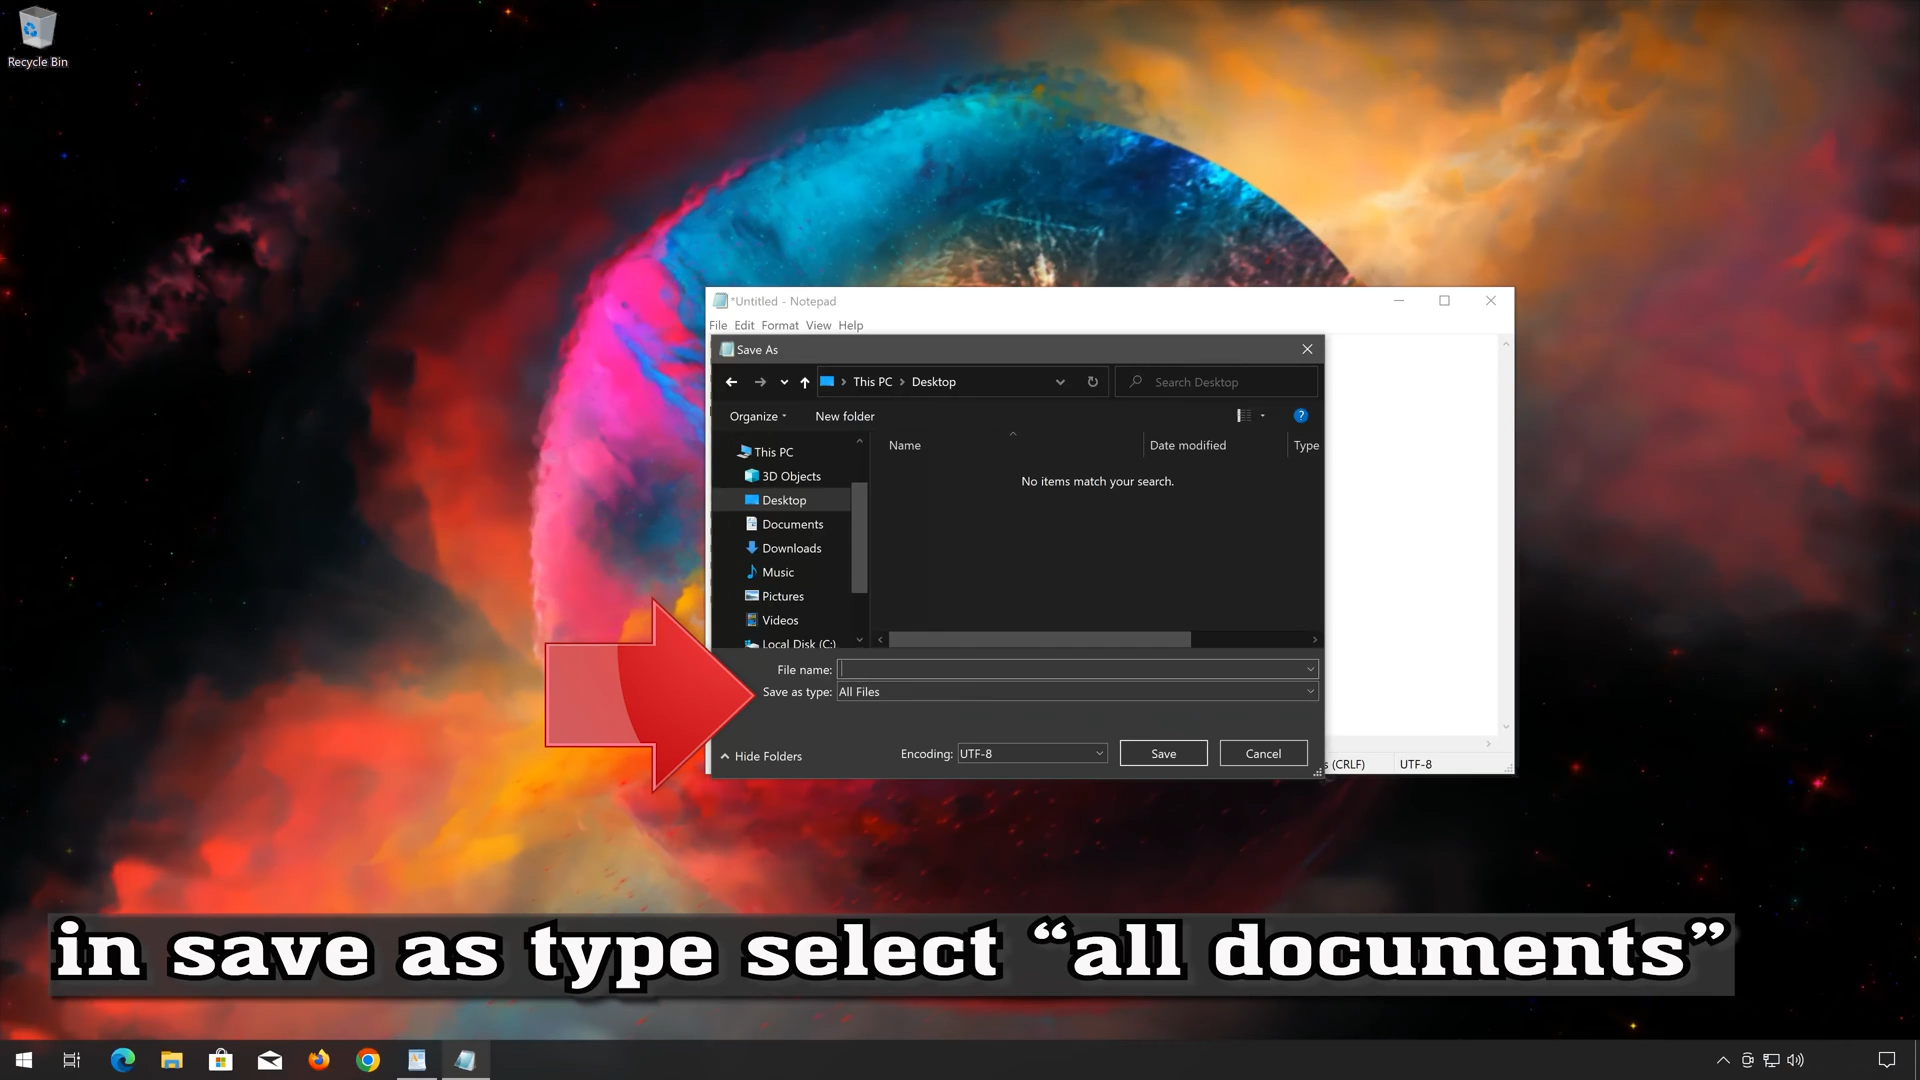 Recycle Bin
*Untitled - Notepad
File Edit Format View Help
Save As
This PC Desktop
Search Desktop
Organize New folder
Name Date modified Type
No items match your search.
This PC
3D Objects
Desktop
Documents
Downloads
Music
Pictures
Videos
Local Disk (C:)
File name:
Save as type: All Files
Hide Folders Encoding: UTF-8 Save Cancel
(CRLF) UTF-8
in save as type select “all documents”